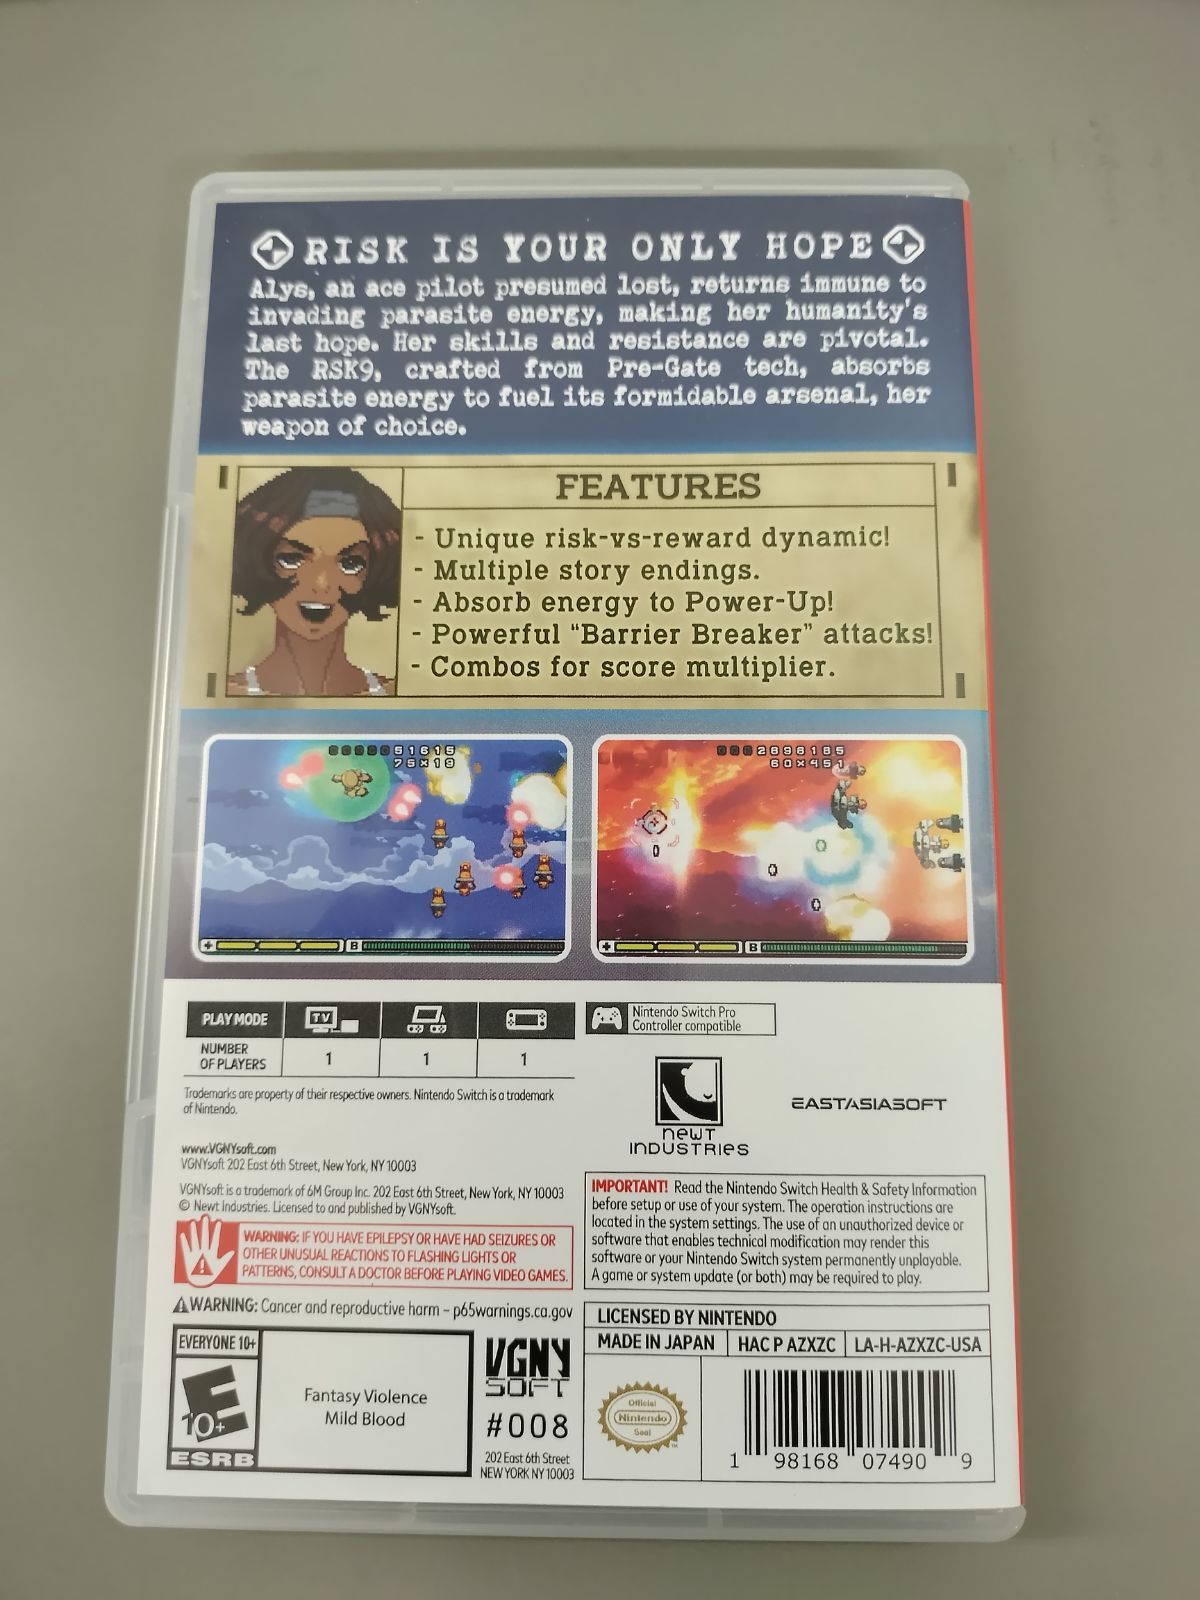 RISK IS YOUR ONLY HOPE
Alys, an ace pilot presumed lost, returns immune to
invading parasite energy, making her humanity's
last hope. Her skills and resistance are pivotal.
The RSK9, crafted from Pre-Gate tech, absorbs
parasite energy to fuel its formidable arsenal, her
weapon of choice.
FEATURES
- Unique risk-vs-reward dynamic!
- Multiple story endings.
- Absorb energy to Power-Up!
- Powerful "Barrier Breaker" attacks!
- Combos for score multiplier.
0000051615
75×19
0002898185
60×451
B
B
PLAY MODE
TV
NUMBER
OF PLAYERS
1
1
1
Nintendo Switch Pro
Controller compatible
Trademarks are property of their respective owners. Nintendo Switch is a trademark
of Nintendo.
newt
INDUSTRIes
EASTASIASOFT
www.VGNYsoft.com
VGNYsoft 202 East 6th Street, New York, NY 10003
VGNYsoft is a trademark of 6M Group Inc. 202 East 6th Street, New York, NY 10003
© Newt Industries. Licensed to and published by VGNYsoft.
WARNING: IF YOU HAVE EPILEPSY OR HAVE HAD SEIZURES OR
OTHER UNUSUAL REACTIONS TO FLASHING LIGHTS OR
PATTERNS, CONSULT A DOCTOR BEFORE PLAYING VIDEO GAMES.
IMPORTANT! Read the Nintendo Switch Health & Safety Information
before setup or use of your system. The operation instructions are
located in the system settings. The use of an unauthorized device or
software that enables technical modification may render this
software or your Nintendo Switch system permanently unplayable.
A game or system update (or both) may be required to play.
WARNING: Cancer and reproductive harm – p65warnings.ca.gov
EVERYONE 10+
E
10+
ESRB
Fantasy Violence
Mild Blood
VGNY
SOFT
#008
202 East 6th Street
NEW YORK NY 10003
LICENSED BY NINTENDO
MADE IN JAPAN
HAC P AZXZC
LA-H-AZXZC-USA
Official
Nintendo
Seal
1 98168 07490 9